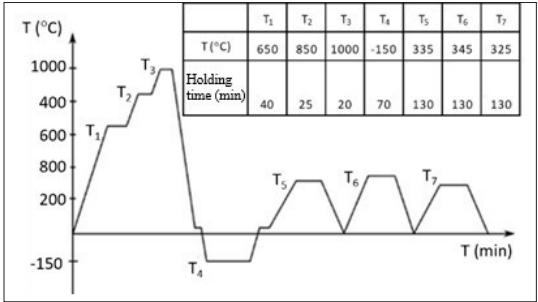 T (°C)
1000
400
600
800
200
-150
T₁
T₂
T₃
T₄
T₅
T₆
T₇
T (min)
T₁ T₂ T₃ T₄ T₅ T₆ T₇
T (°C) 650 850 1000 -150 335 345 325
Holding
time (min) 40 25 20 70 130 130 130